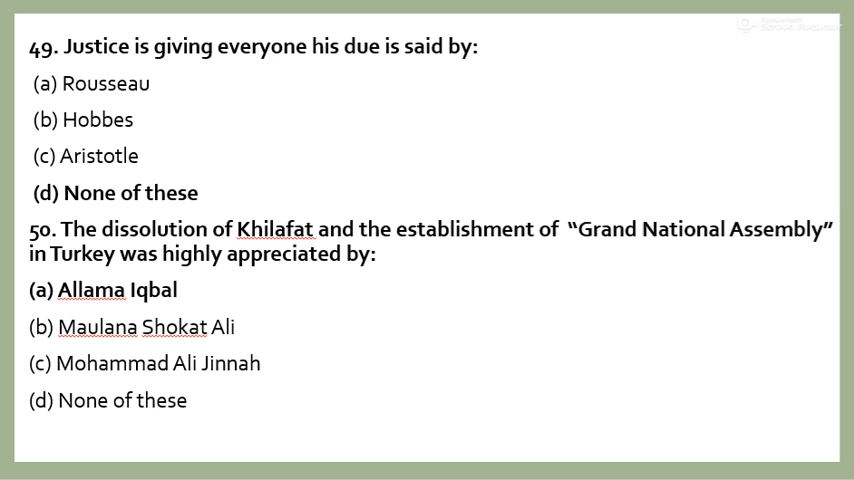 49. Justice is giving everyone his due is said by:
(a) Rousseau
(b) Hobbes
(c) Aristotle
(d) None of these
50. The dissolution of Khilafat and the establishment of “Grand National Assembly”
in Turkey was highly appreciated by:
(a) Allama Iqbal
(b) Maulana Shokat Ali
(c) Mohammad Ali Jinnah
(d) None of these